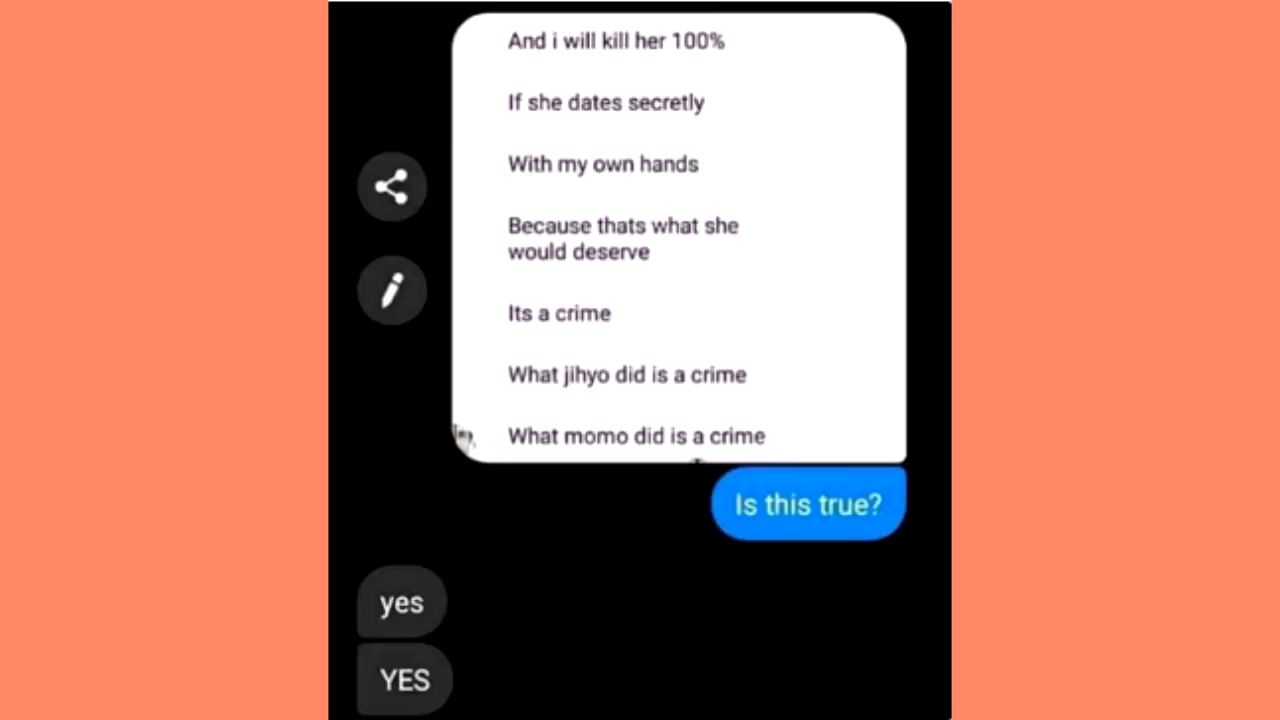 And i will kill her 100%
If she dates secretly
With my own hands
Because thats what she
would deserve
Its a crime
What jihyo did is a crime
What momo did is a crime
Is this true?
yes
YES